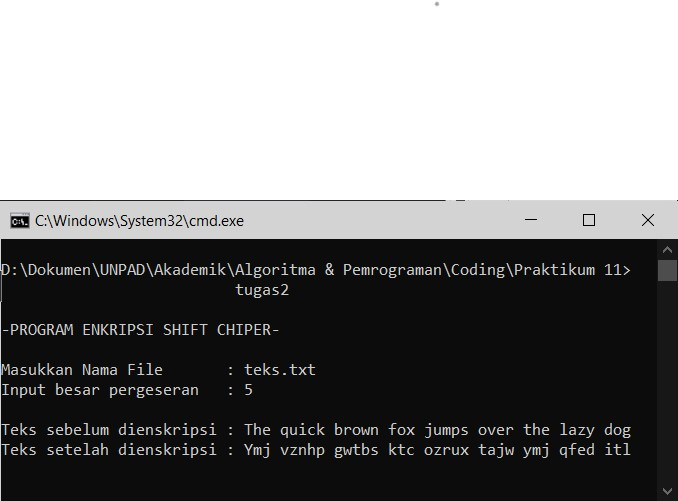 C:\Windows\System32\cmd.exe
D:\Dokumen\UNPAD\Akademik\Algoritma & Pemrograman\Coding\Praktikum 11>
tugas2
-PROGRAM ENKRIPSI SHIFT CHIPER-
Masukkan Nama File : teks.txt
Input besar pergeseran : 5
Teks sebelum dienskripsi : The quick brown fox jumps over the lazy dog
Teks setelah dienskripsi : Ymj vznhp gwtbs ktc ozrux tajw ymj qfed itl